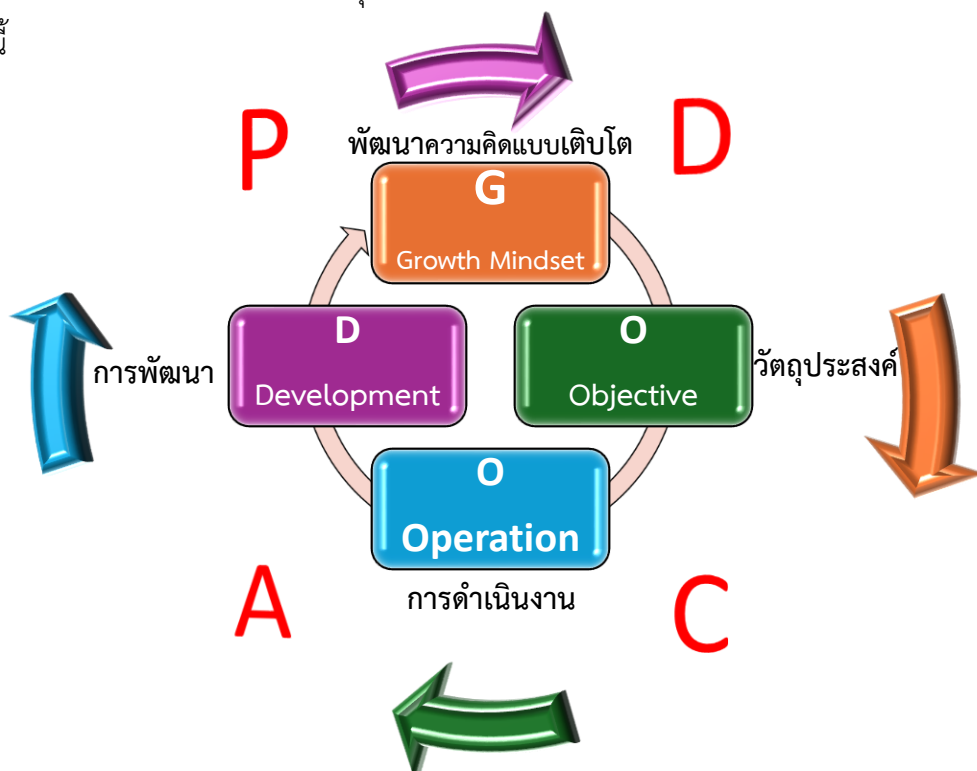 นี้
P
D
พัฒนาความคิดแบบเติบโต
G
Growth Mindset
D
Development
การพัฒนา
O
Objective
วัตถุประสงค์
O
Operation
การดำเนินงาน
A
C